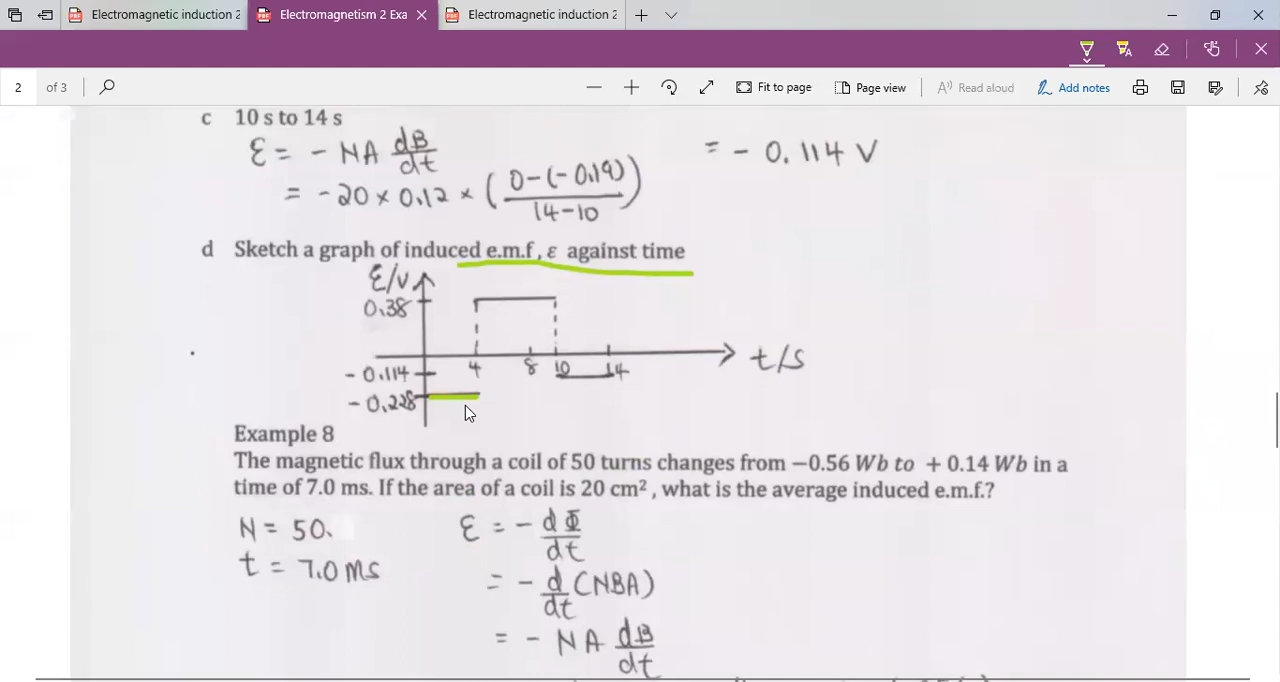 Electromagnetic induction 2
Electromagnetism 2 Exa
Electromagnetic induction 2
2 of 3
Fit to page
Page view
Read aloud
Add notes
c 10 s to 14 s
ε = - NA dB/dt
= -20 × 0.12 × (0-(-0.19)/14-10)
= - 0.114 V
d Sketch a graph of induced e.m.f, ε against time
ε/V
0.38
4 8 10 14
t/s
- 0.114
- 0.228
Example 8
The magnetic flux through a coil of 50 turns changes from −0.56 Wb to + 0.14 Wb in a
time of 7.0 ms. If the area of a coil is 20 cm², what is the average induced e.m.f.?
N = 50.
t = 7.0 ms
ε = - dΦ/dt
= - d/dt (NBA)
= - NA dB/dt